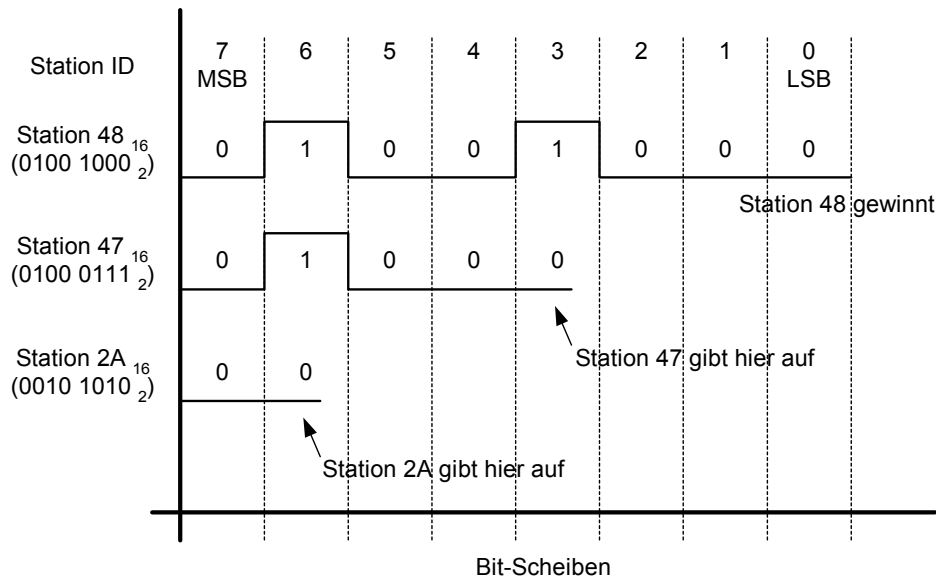 Station ID 7 6 5 4 3 2 1 0
MSB LSB
Station 48 16
(0100 1000 2)
0 1 0 0 1 0 0 0
Station 48 gewinnt
Station 47 16
(0100 0111 2)
0 1 0 0 0
Station 47 gibt hier auf
Station 2A 16
(0010 1010 2)
0 0
Station 2A gibt hier auf
Bit-Scheiben